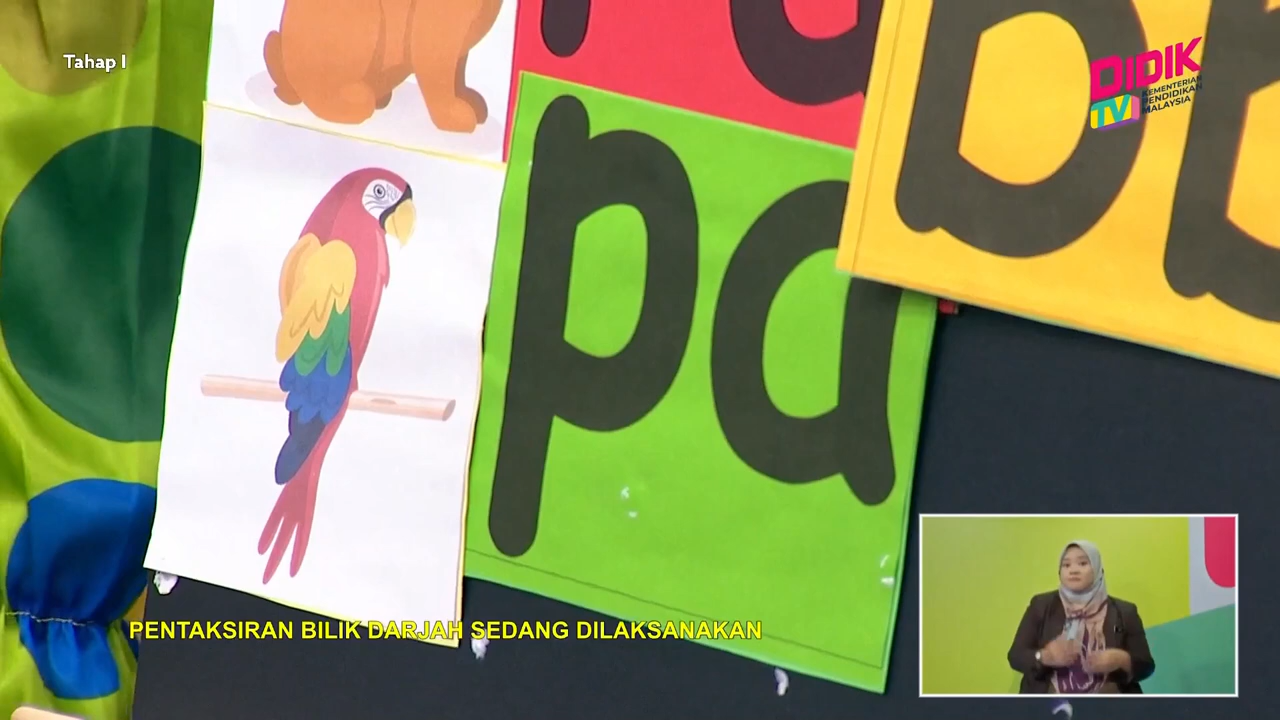 Tahap I
DIDIK
TV
KEMENTERIAN
PENDIDIKAN
MALAYSIA
pa
PENTAKSIRAN BILIK DARJAH SEDANG DILAKSANAKAN